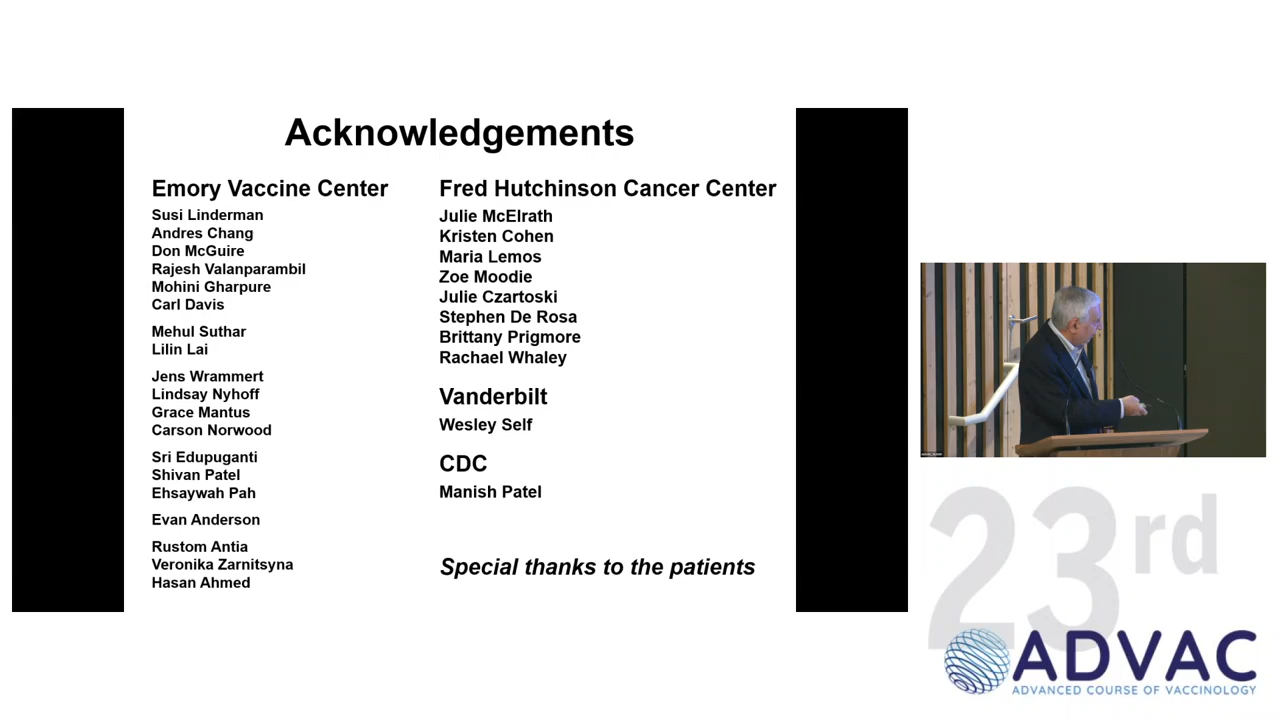 Acknowledgements
Emory Vaccine Center
Susi Linderman
Andres Chang
Don McGuire
Rajesh Valanparambil
Mohini Gharpure
Carl Davis
Mehul Suthar
Lilin Lai
Jens Wrammert
Lindsay Nyhoff
Grace Mantus
Carson Norwood
Sri Edupuganti
Shivan Patel
Ehsaywah Pah
Evan Anderson
Rustom Antia
Veronika Zarnitsyna
Hasan Ahmed
Fred Hutchinson Cancer Center
Julie McElrath
Kristen Cohen
Maria Lemos
Zoe Moodie
Julie Czartoski
Stephen De Rosa
Brittany Prigmore
Rachael Whaley
Vanderbilt
Wesley Self
CDC
Manish Patel
Special thanks to the patients
23rd
ADVAC
ADVANCED COURSE OF VACCINOLOGY